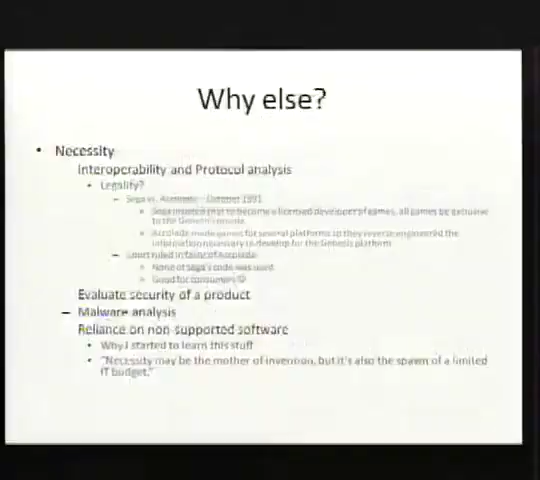 Why else?
• Necessity
Interoperability and Protocol analysis
• Legality?
– Sega vs. Accolade – October 1991
Sega insisted that to become a licensed developer of games, all games be exclusive
to the Genesis console
Accolade made games for several platforms so they reverse engineered the
information necessary to develop for the Genesis platform
– Court ruled in favor of Accolade
None of Sega's code was used
Good for consumers ☺
Evaluate security of a product
– Malware analysis
Reliance on non-supported software
• Why I started to learn this stuff
• "Necessity may be the mother of invention, but it's also the spawn of a limited
IT budget."